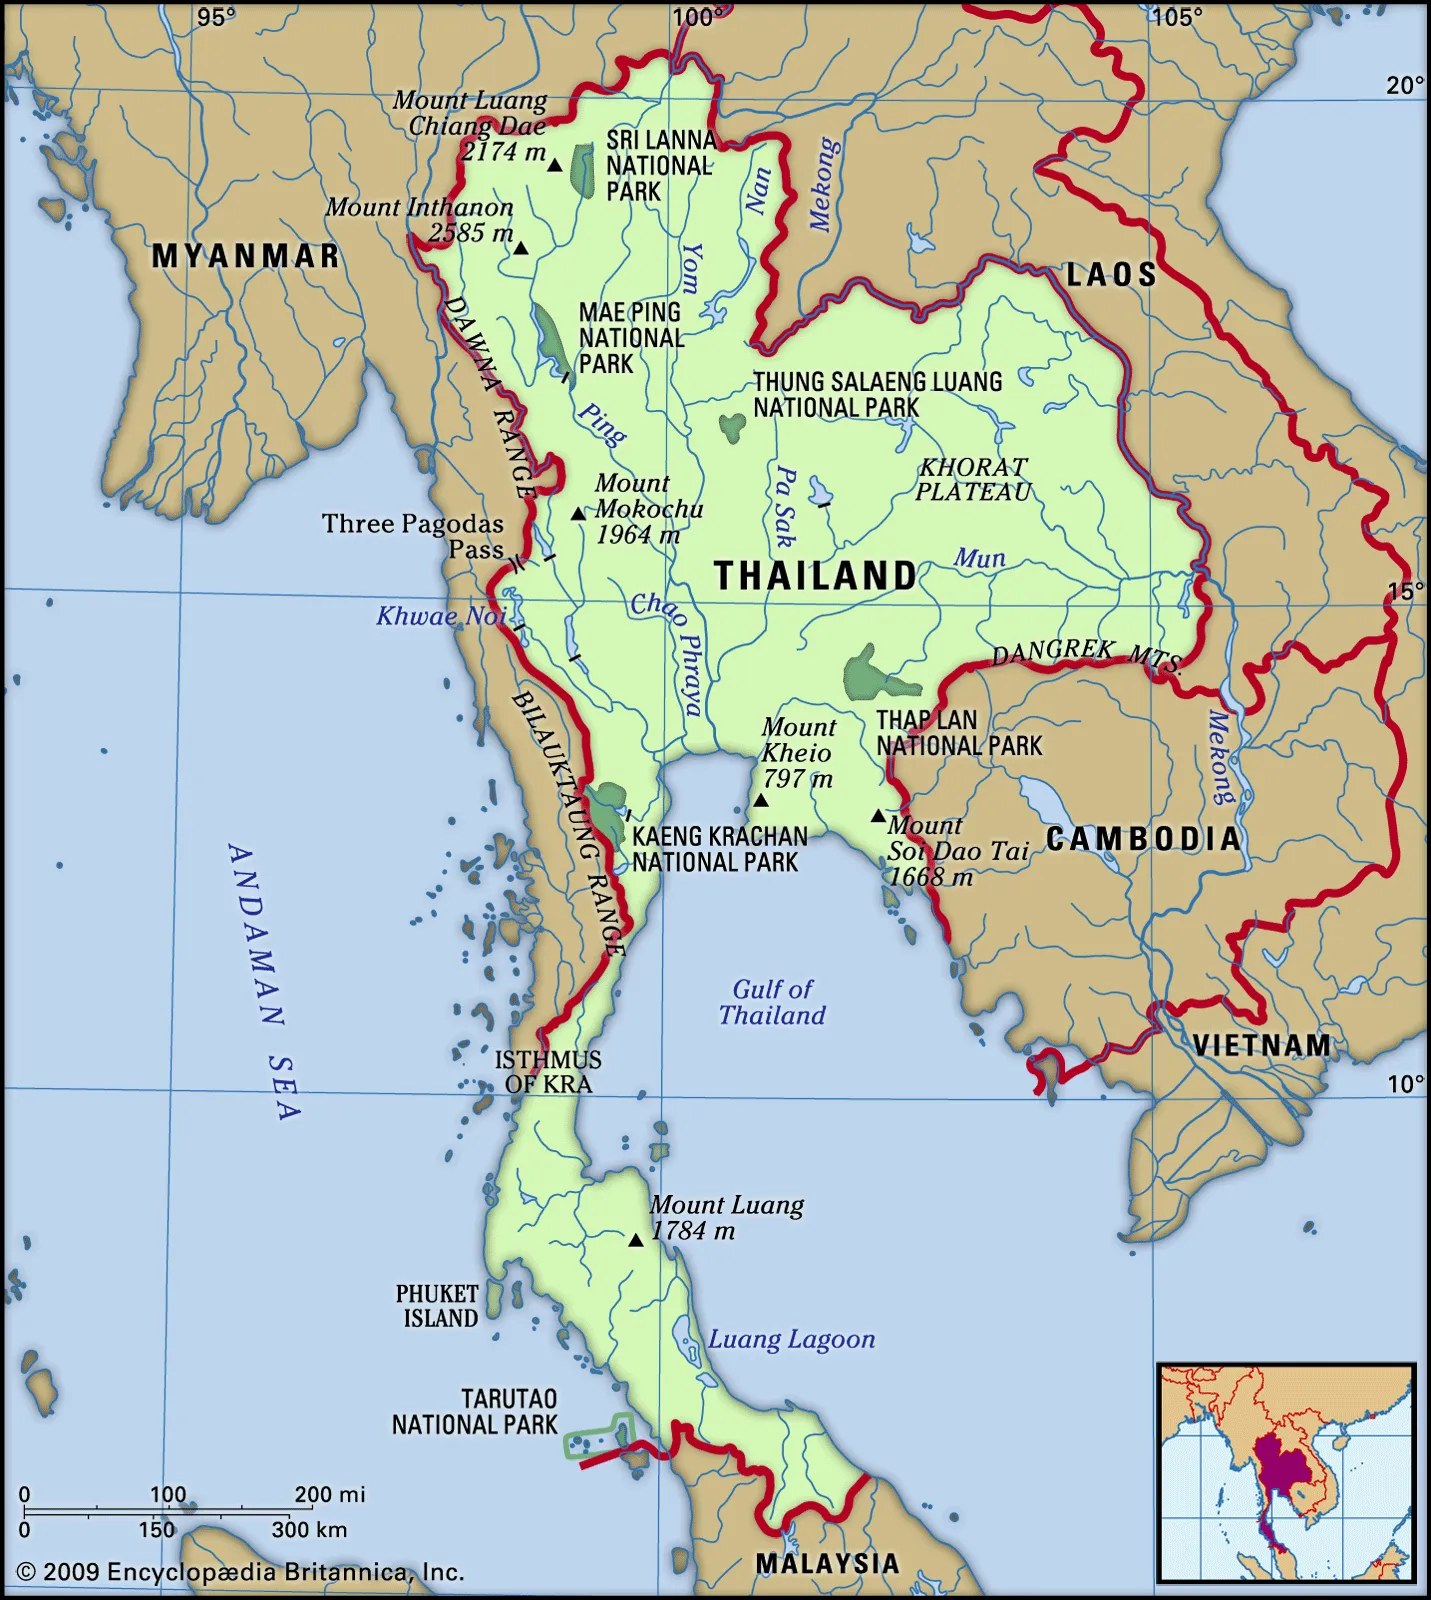 95°
100°
105°
20°
Mount Luang
Chiang Dae
2174 m
SRI LANNA
NATIONAL
PARK
Nan
Mekong
Mount Inthanon
2585 m
Yom
MYANMAR
LAOS
DAWNA RANGE
MAE PING
NATIONAL
PARK
THUNG SALAENG LUANG
NATIONAL PARK
Ping
KHORAT
PLATEAU
Pa Sak
Mount
Mokochu
1964 m
Three Pagodas
Pass
THAILAND
Mun
15°
Khwae Noi
Chao Phraya
DANGREK MTS.
BILAUKTAUNG RANGE
THAP LAN
NATIONAL PARK
Mekong
Mount
Kheio
797 m
KAENG KRACHAN
NATIONAL PARK
Mount
Soi Dao Tai
1668 m
CAMBODIA
ANDAMAN SEA
Gulf of
Thailand
VIETNAM
ISTHMUS
OF KRA
10°
Mount Luang
1784 m
PHUKET
ISLAND
Luang Lagoon
TARUTAO
NATIONAL PARK
0 100 200 mi
0 150 300 km
MALAYSIA
© 2009 Encyclopædia Britannica, Inc.